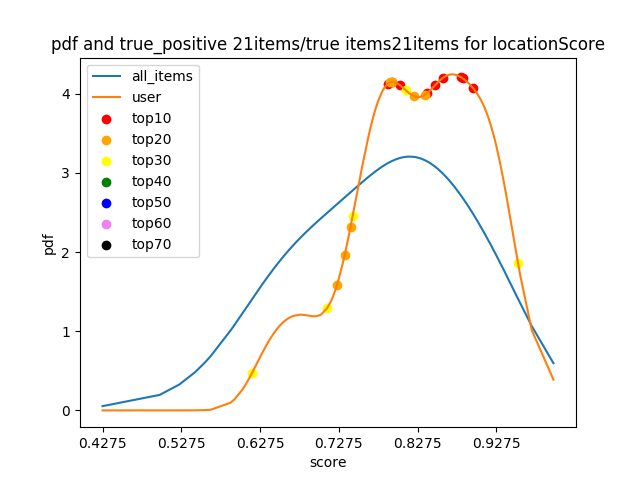 pdf and true_positive 21items/true items21items for locationScore
all_items
user
top10
top20
top30
top40
top50
top60
top70
pdf
4
3
2
1
0
0.4275 0.5275 0.6275 0.7275 0.8275 0.9275
score